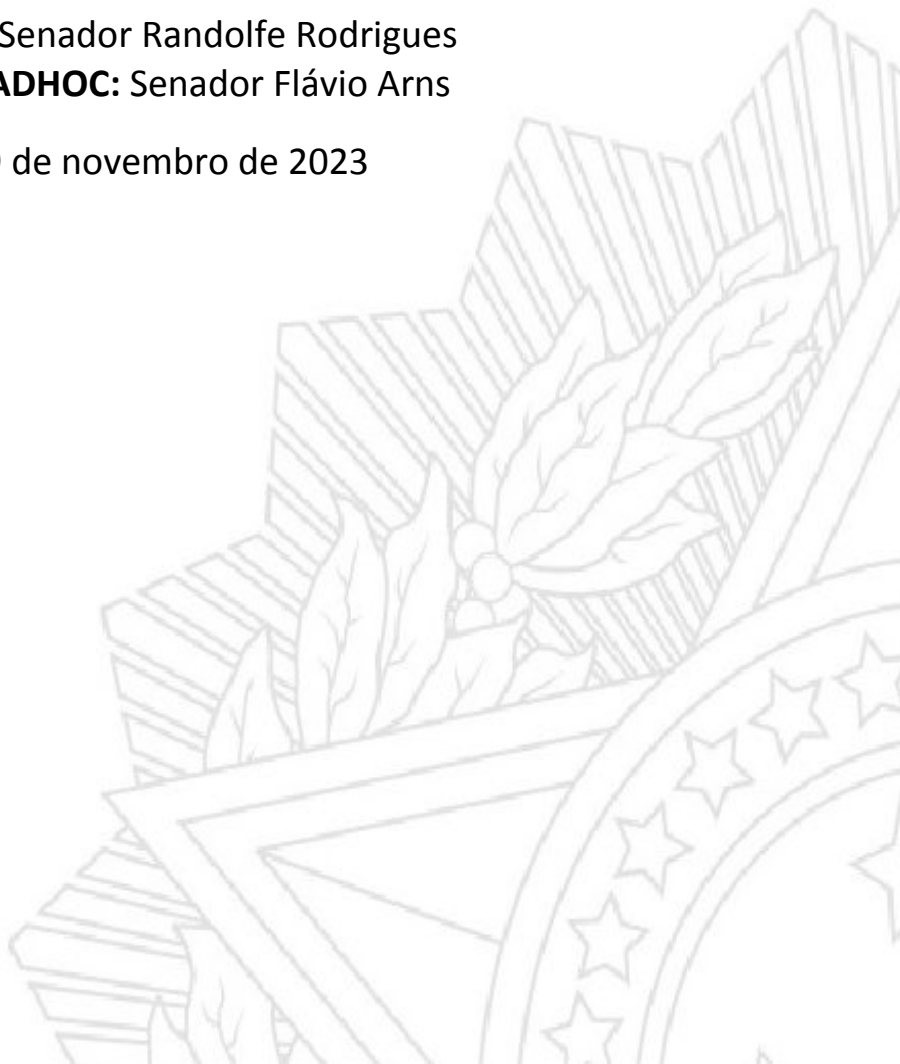 Senador Randolfe Rodrigues
ADHOC: Senador Flávio Arns
de novembro de 2023